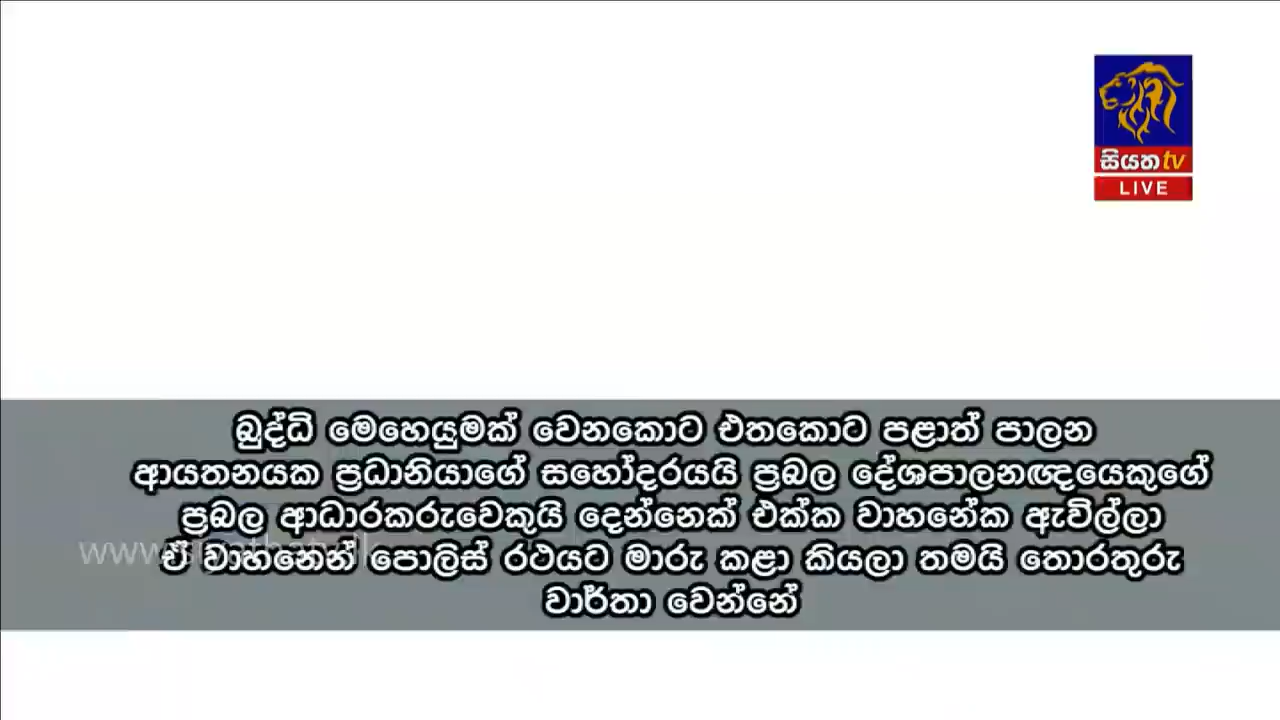 සියත tv
LIVE
බුද්ධි මෙහෙයුමක් වෙනකොට එතකොට පළාත් පාලන
ආයතනයක ප්‍රධානියාගේ සහෝදරයයි ප්‍රබල දේශපාලනඥයෙකුගේ
ප්‍රබල ආධාරකරුවෙකුයි දෙන්නෙක් එක්ක වාහනේක ඇවිල්ලා
ඒ වාහනෙන් පොලිස් රථයට මාරු කළා කියලා තමයි තොරතුරු
වාර්තා වෙන්නේ